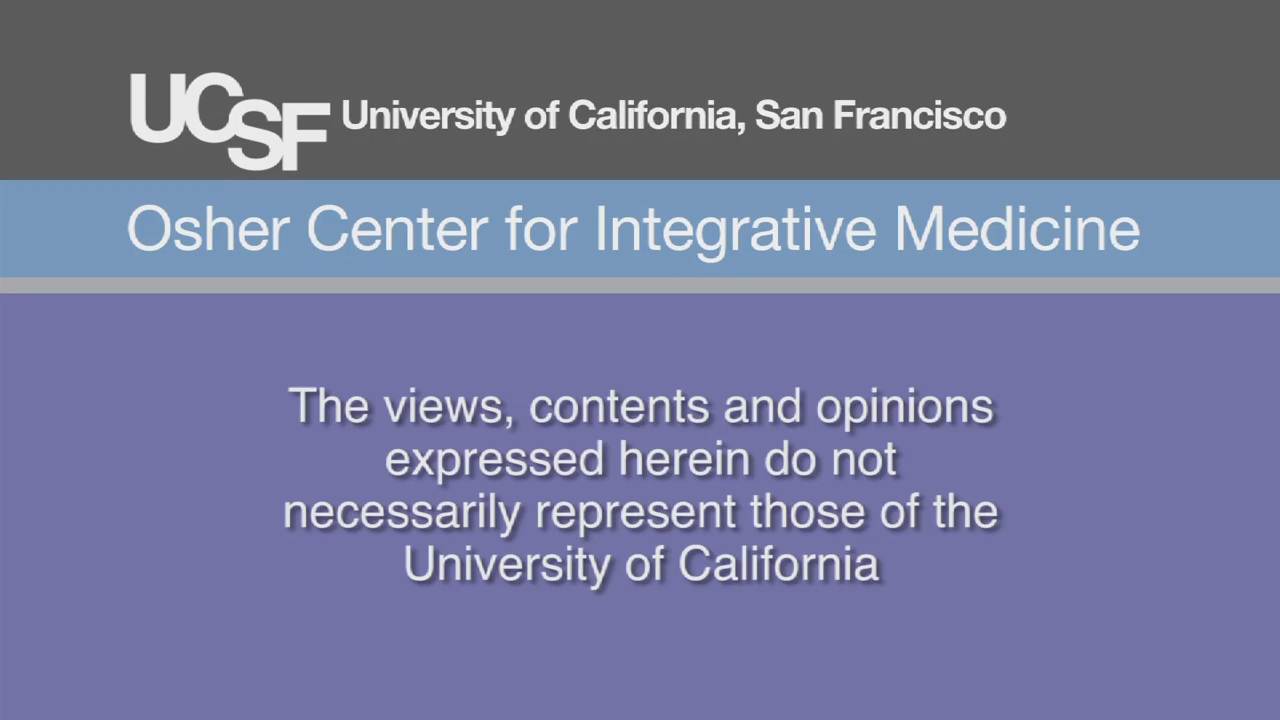 UCSF University of California, San Francisco
Osher Center for Integrative Medicine
The views, contents and opinions
expressed herein do not
necessarily represent those of the
University of California